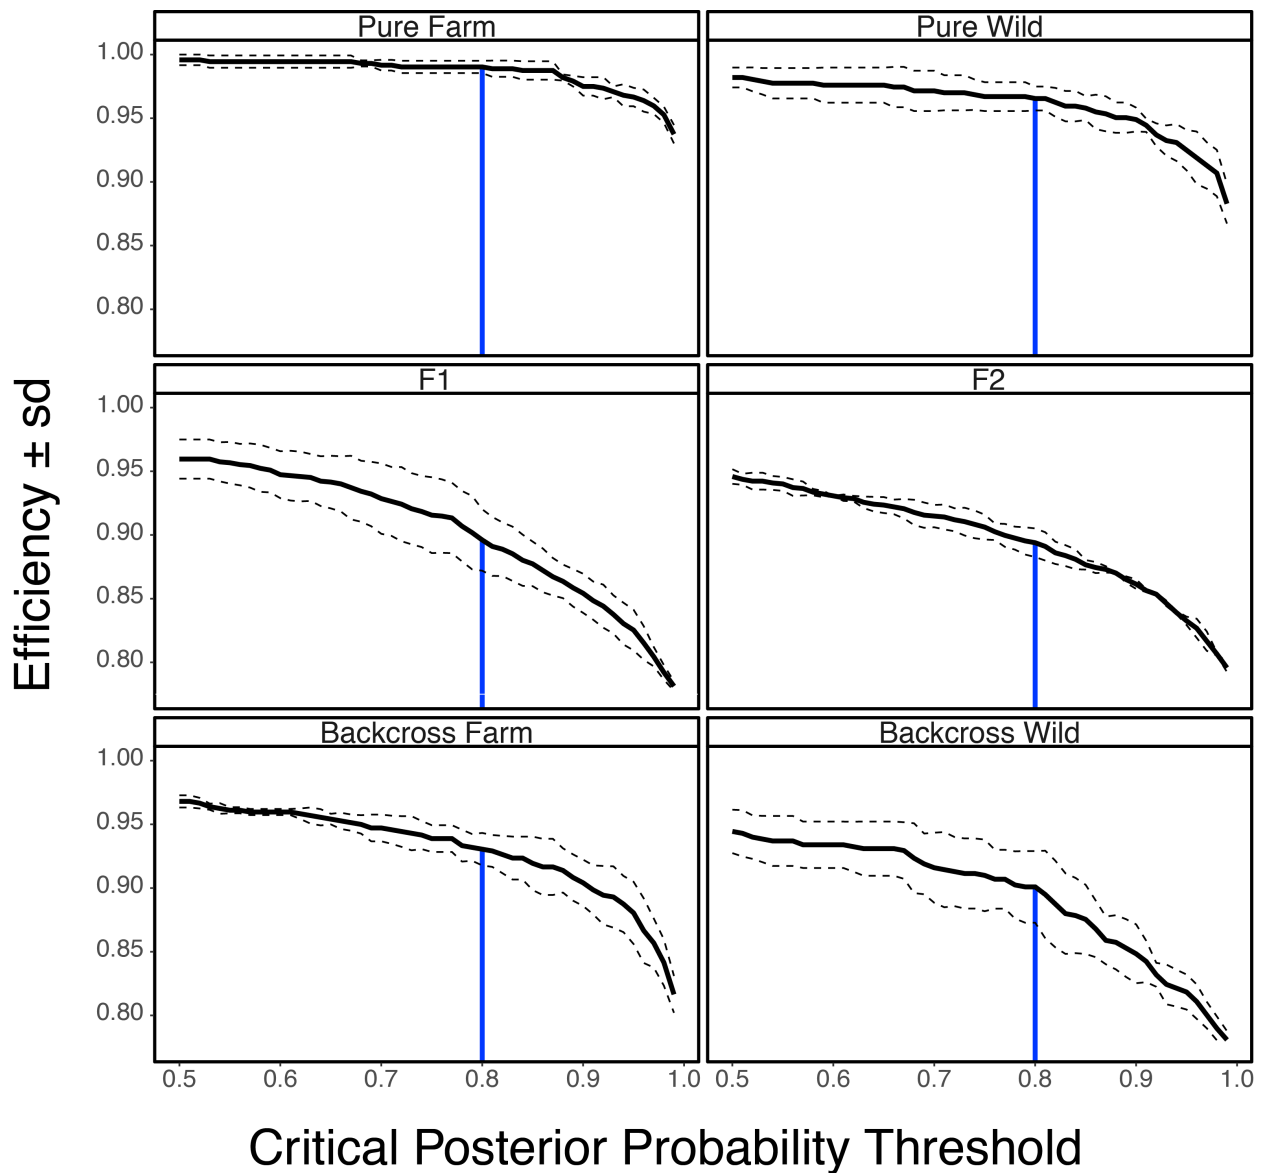 Pure Farm
Pure Wild
1.00
0.95
0.90
0.85
0.80
F1
F2
1.00
0.95
0.90
0.85
0.80
Efficiency ± sd
Backcross Farm
Backcross Wild
1.00
0.95
0.90
0.85
0.80
0.5 0.6 0.7 0.8 0.9 1.0 0.5 0.6 0.7 0.8 0.9 1.0
Critical Posterior Probability Threshold